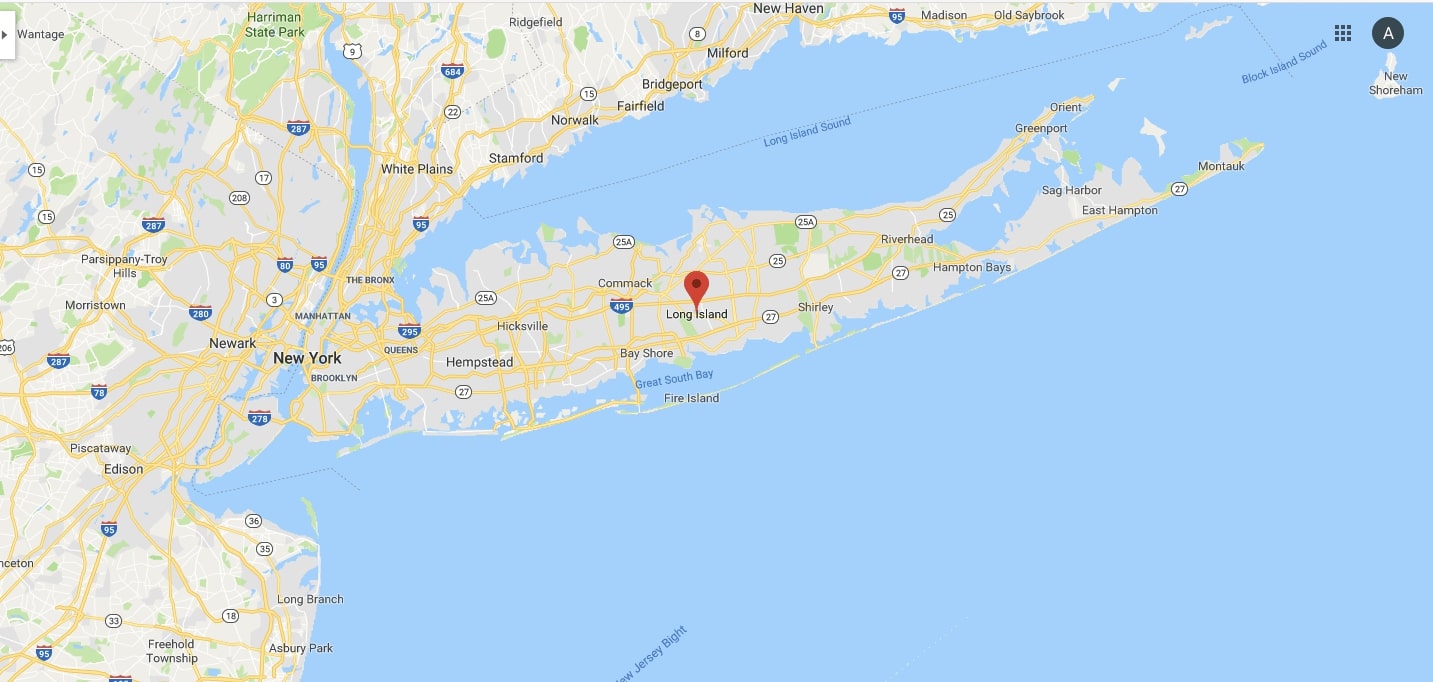 Harriman
State Park
Ridgefield
New Haven
95
Madison
Old Saybrook
Wantage
A
9
8
Milford
Block Island Sound
684
New
Shoreham
Bridgeport
15
Fairfield
22
Orient
Norwalk
287
Greenport
Long Island Sound
Stamford
White Plains
15
17
Montauk
208
Sag Harbor
27
15
East Hampton
25
287
95
25A
25A
Riverhead
Parsippany-Troy
Hills
80
95
25
Hampton Bays
27
THE BRONX
Commack
Morristown
3
25A
495
280
MANHATTAN
Long Island
Shirley
27
Hicksville
295
Newark
206
287
New York
QUEENS
Hempstead
Bay Shore
BROOKLYN
Great South Bay
78
27
Fire Island
278
Piscataway
Edison
95
36
35
nceton
Long Branch
33
18
Freehold
Township
Asbury Park
95
ew Jersey Bight